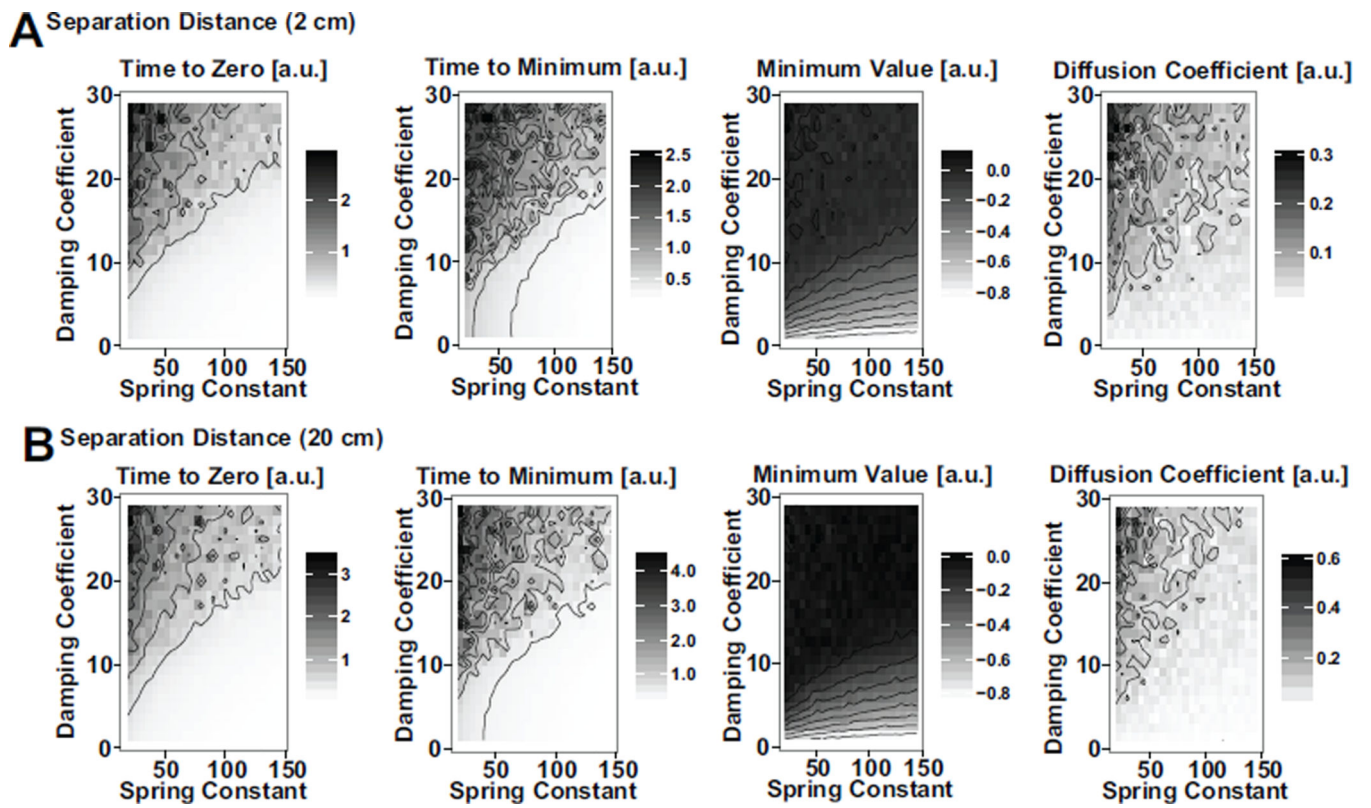 A Separation Distance (2 cm)
Time to Zero [a.u.] Time to Minimum [a.u.] Minimum Value [a.u.] Diffusion Coefficient [a.u.]
Damping Coefficient
30
20
10
0
50 100 150
Spring Constant
2
1
Damping Coefficient
30
20
10
0
50 100 150
Spring Constant
2.5
2.0
1.5
1.0
0.5
Damping Coefficient
30
20
10
0
50 100 150
Spring Constant
0.0
−0.2
−0.4
−0.6
−0.8
Damping Coefficient
30
20
10
0
50 100 150
Spring Constant
0.3
0.2
0.1
B Separation Distance (20 cm)
Time to Zero [a.u.] Time to Minimum [a.u.] Minimum Value [a.u.] Diffusion Coefficient [a.u.]
Damping Coefficient
30
20
10
0
50 100 150
Spring Constant
3
2
1
Damping Coefficient
30
20
10
0
50 100 150
Spring Constant
4.0
3.0
2.0
1.0
Damping Coefficient
30
20
10
0
50 100 150
Spring Constant
0.0
−0.2
−0.4
−0.6
−0.8
Damping Coefficient
30
20
10
0
50 100 150
Spring Constant
0.6
0.4
0.2